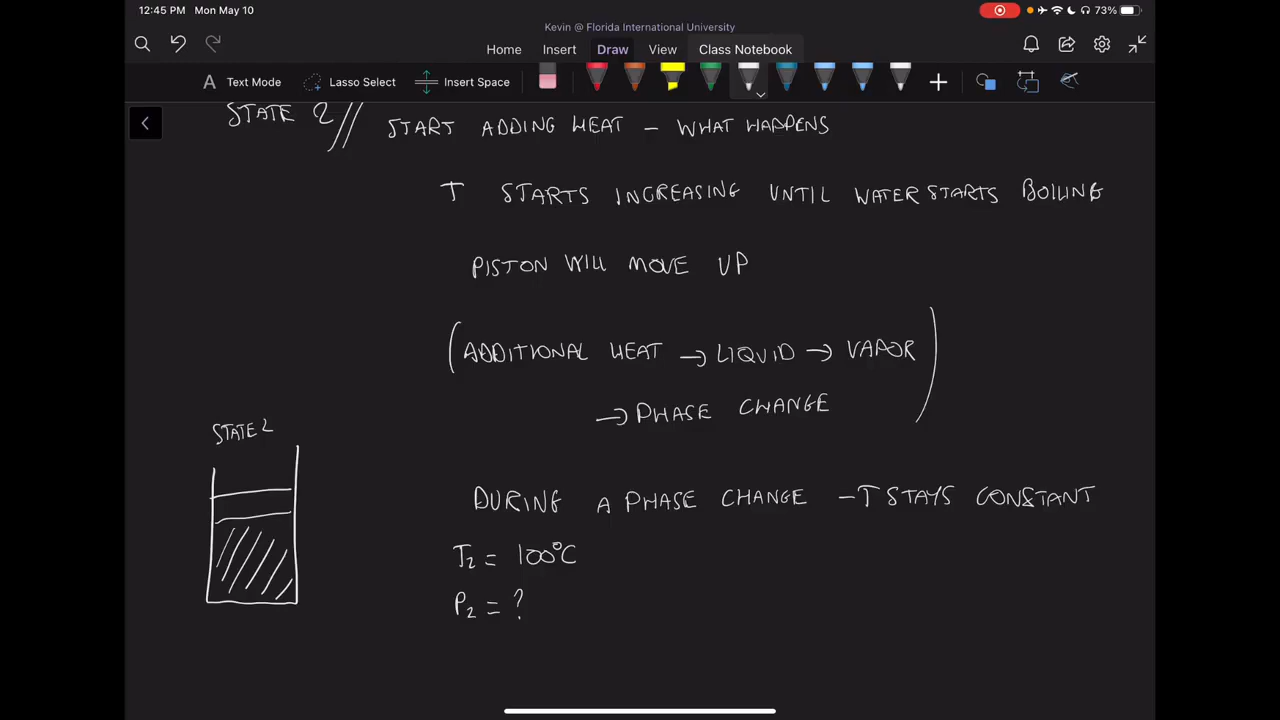 12:45 PM Mon May 10
73%
Kevin @ Florida International University
Home Insert Draw View Class Notebook
Text Mode Lasso Select Insert Space
STATE 2 // START ADDING HEAT - WHAT HAPPENS
T STARTS INCREASING UNTIL WATER STARTS BOILING
PISTON WILL MOVE UP
(ADDITIONAL HEAT → LIQUID → VAPOR
→ PHASE CHANGE)
STATE 2
DURING A PHASE CHANGE - T STAYS CONSTANT
T₂ = 100°C
P₂ = ?